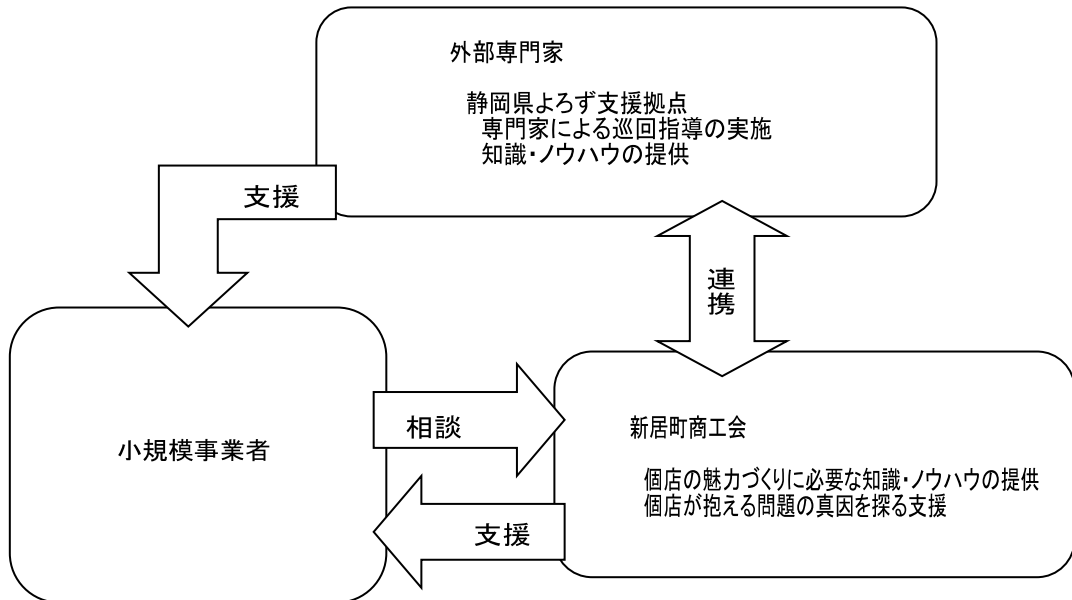 外部専門家
静岡県よろず支援拠点
専門家による巡回指導の実施
知識・ノウハウの提供
支援
連携
小規模事業者
相談
新居町商工会
個店の魅力づくりに必要な知識・ノウハウの提供
個店が抱える問題の真因を探る支援
支援